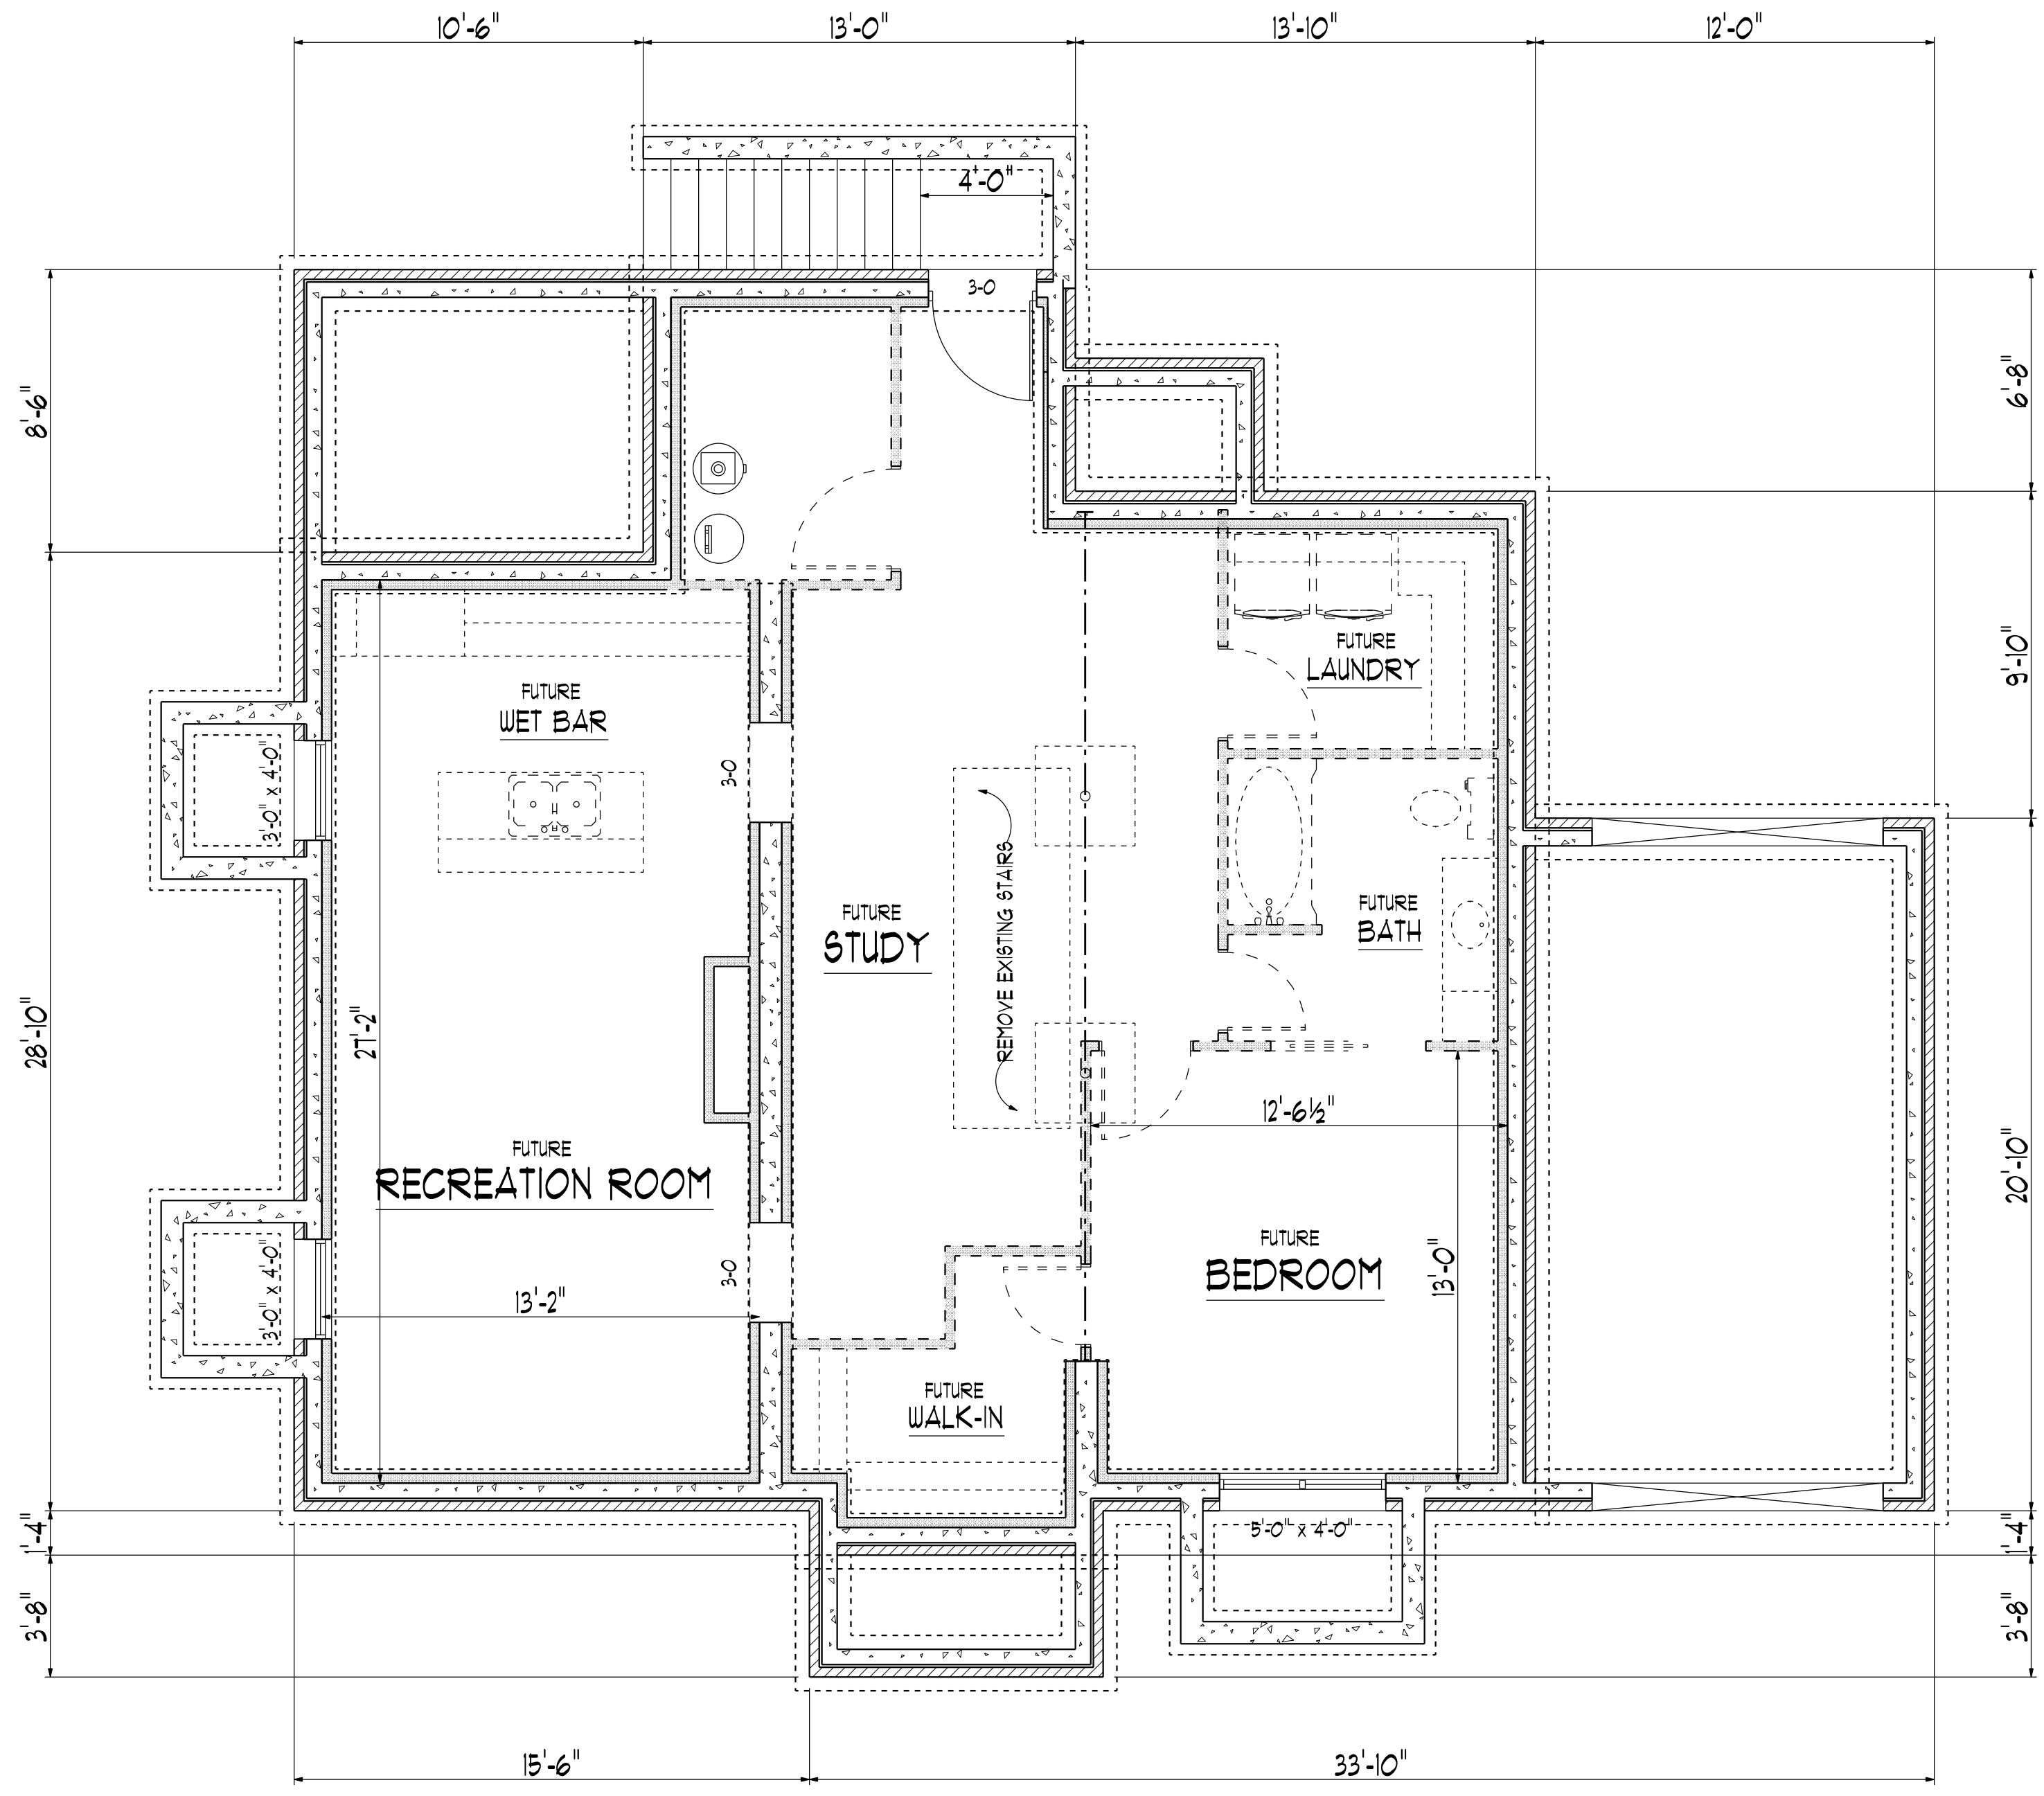 10'-6"
13'-0"
13'-10"
12'-0"
4'-0"
3-0
8'-6"
6'-8"
FUTURE
LAUNDRY
9'-10"
FUTURE
WET BAR
3'-0" x 4'-0"
3-0
REMOVE EXISTING STAIRS
FUTURE
STUDY
FUTURE
BATH
28'-10"
27'-2"
12'-6½"
20'-10"
FUTURE
RECREATION ROOM
FUTURE
BEDROOM
13'-0"
3'-0" x 4'-0"
3-0
13'-2"
FUTURE
WALK-IN
5'-0" x 4'-0"
1'-4"
1'-4"
3'-8"
3'-8"
15'-6"
33'-10"